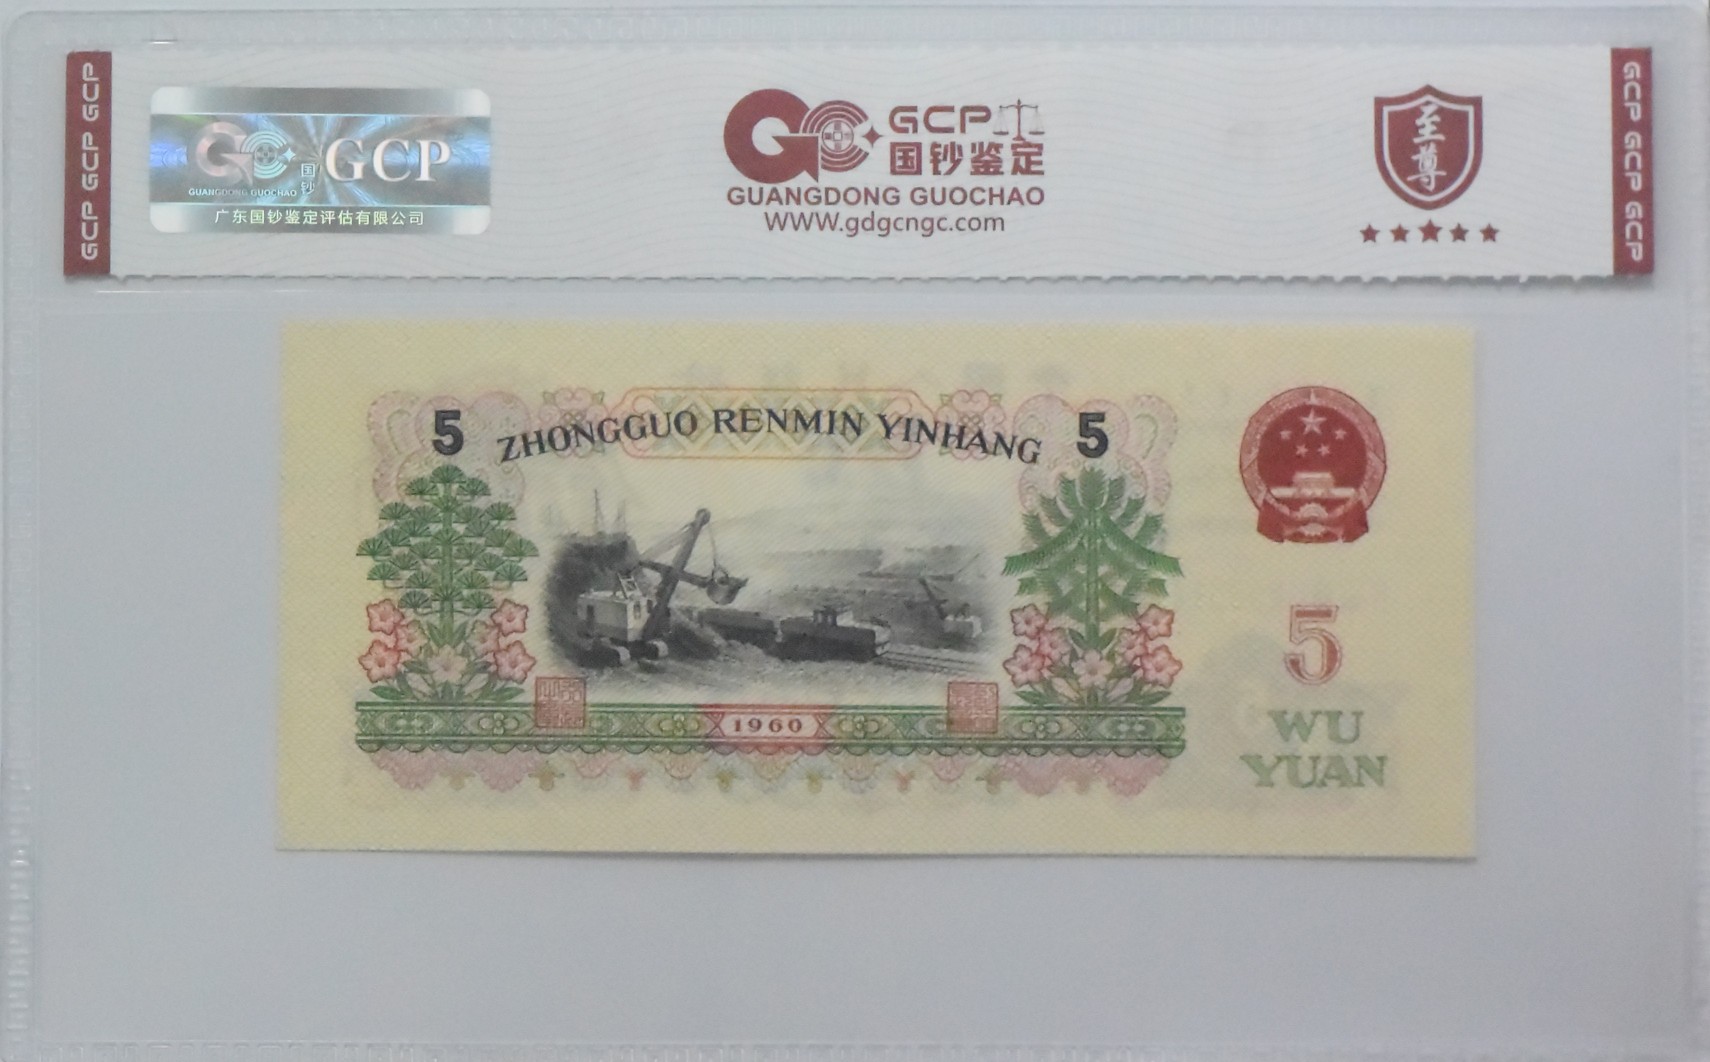 GCP GCP GCP
国钞
GCP
GUANGDONG GUOCHAO
广东国钞鉴定评估有限公司
GCP
国钞鉴定
GUANGDONG GUOCHAO
WWW.gdgcngc.com
至尊
GCP GCP GCP
5 ZHONGGUO RENMIN YINHANG 5
1960
5
WU
YUAN